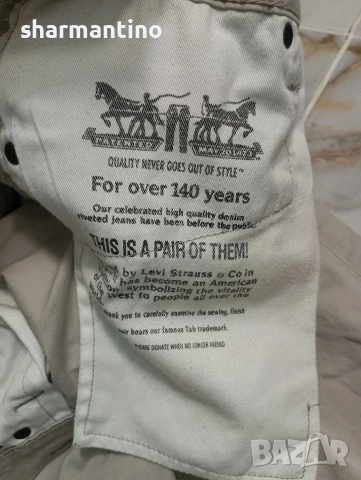 sharmantino
PATENTED
QUALITY NEVER GOES OUT OF STYLE™
For over 140 years
Our celebrated high quality denim
riveted jeans have been before the public.
THIS IS A PAIR OF THEM!
by Levi Strauss & Co in
has become an American
symbolizing the vitality
West to people all over the
thank you to carefully examine the sewing, finish
bears our famous Tab trademark.
PLEASE DONATE WHEN NO LONGER NEEDED
BAZAR
bg